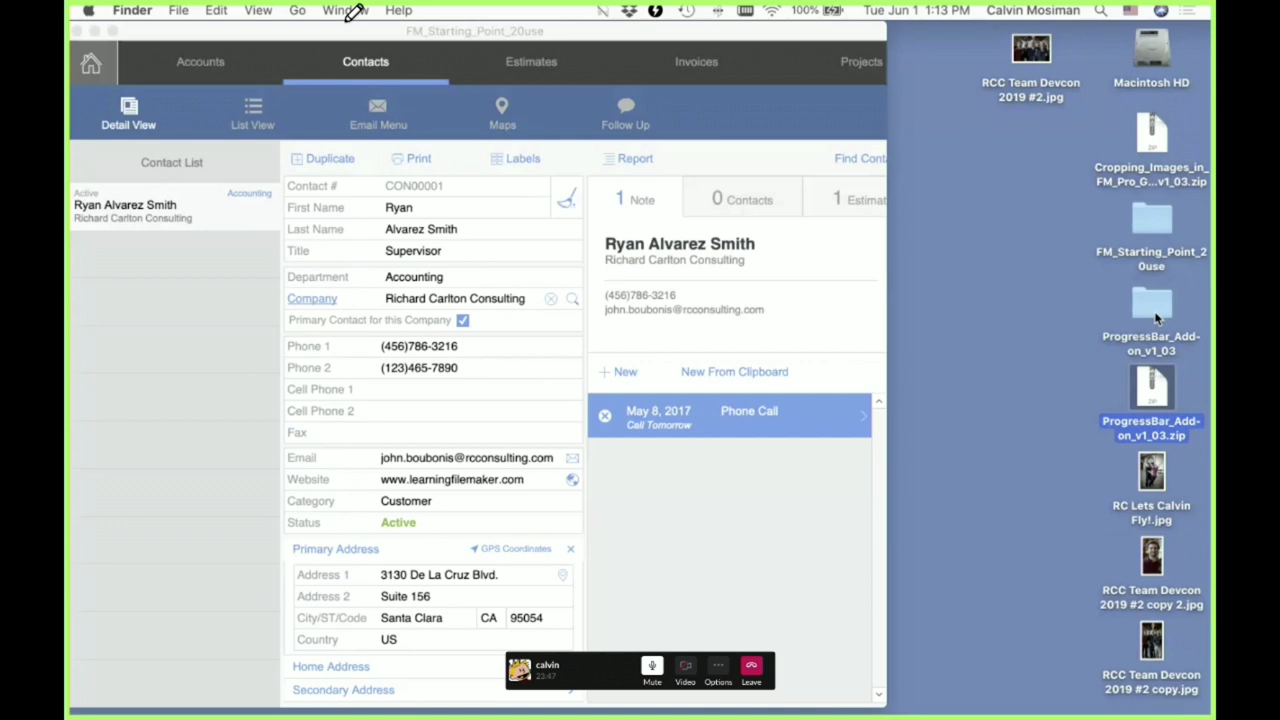 Finder File Edit View Go Window Help 100% Tue Jun 1 1:13 PM Calvin Mosiman
FM_Starting_Point_20use
Accounts Contacts Estimates Invoices Projects
Detail View List View Email Menu Maps Follow Up
Contact List
Active Accounting
Ryan Alvarez Smith
Richard Carlton Consulting
Duplicate Print Labels Report Find Conta
Contact # CON00001
First Name Ryan
Last Name Alvarez Smith
Title Supervisor
Department Accounting
Company Richard Carlton Consulting
Primary Contact for this Company
Phone 1 (456)786-3216
Phone 2 (123)465-7890
Cell Phone 1
Cell Phone 2
Fax
Email john.boubonis@rcconsulting.com
Website www.learningfilemaker.com
Category Customer
Status Active
Primary Address GPS Coordinates
Address 1 3130 De La Cruz Blvd.
Address 2 Suite 156
City/ST/Code Santa Clara CA 95054
Country US
Home Address
Secondary Address
1 Note 0 Contacts 1 Estimat
Ryan Alvarez Smith
Richard Carlton Consulting
(456)786-3216
john.boubonis@rcconsulting.com
+ New New From Clipboard
May 8, 2017 Phone Call
Call Tomorrow
calvin
23:47
Mute Video Options Leave
RCC Team Devcon
2019 #2.jpg
Macintosh HD
ZIP
Cropping_Images_in_
FM_Pro_G..._v1_03.zip
FM_Starting_Point_2
0use
ProgressBar_Add-
on_v1_03
ZIP
ProgressBar_Add-
on_v1_03.zip
RC Lets Calvin
Fly!.jpg
RCC Team Devcon
2019 #2 copy 2.jpg
RCC Team Devcon
2019 #2 copy.jpg